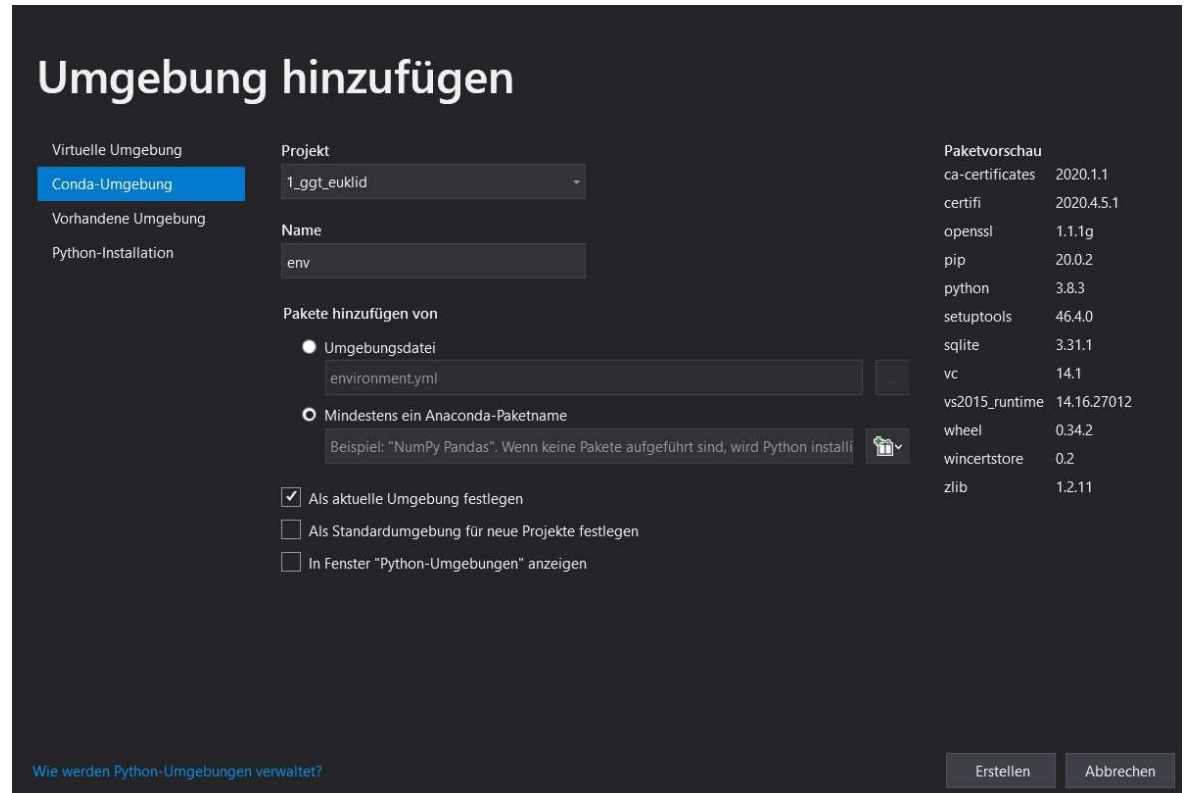 Umgebung hinzufügen
Virtuelle Umgebung
Conda-Umgebung
Vorhandene Umgebung
Python-Installation
Projekt
1_ggt_euklid
Name
env
Pakete hinzufügen von
Umgebungsdatei
environment.yml
...
Mindestens ein Anaconda-Paketname
Beispiel: "NumPy Pandas". Wenn keine Pakete aufgeführt sind, wird Python installi
Als aktuelle Umgebung festlegen
Als Standardumgebung für neue Projekte festlegen
In Fenster "Python-Umgebungen" anzeigen
Paketvorschau
ca-certificates 2020.1.1
certifi 2020.4.5.1
openssl 1.1.1g
pip 20.0.2
python 3.8.3
setuptools 46.4.0
sqlite 3.31.1
vc 14.1
vs2015_runtime 14.16.27012
wheel 0.34.2
wincertstore 0.2
zlib 1.2.11
Wie werden Python-Umgebungen verwaltet?
Erstellen
Abbrechen